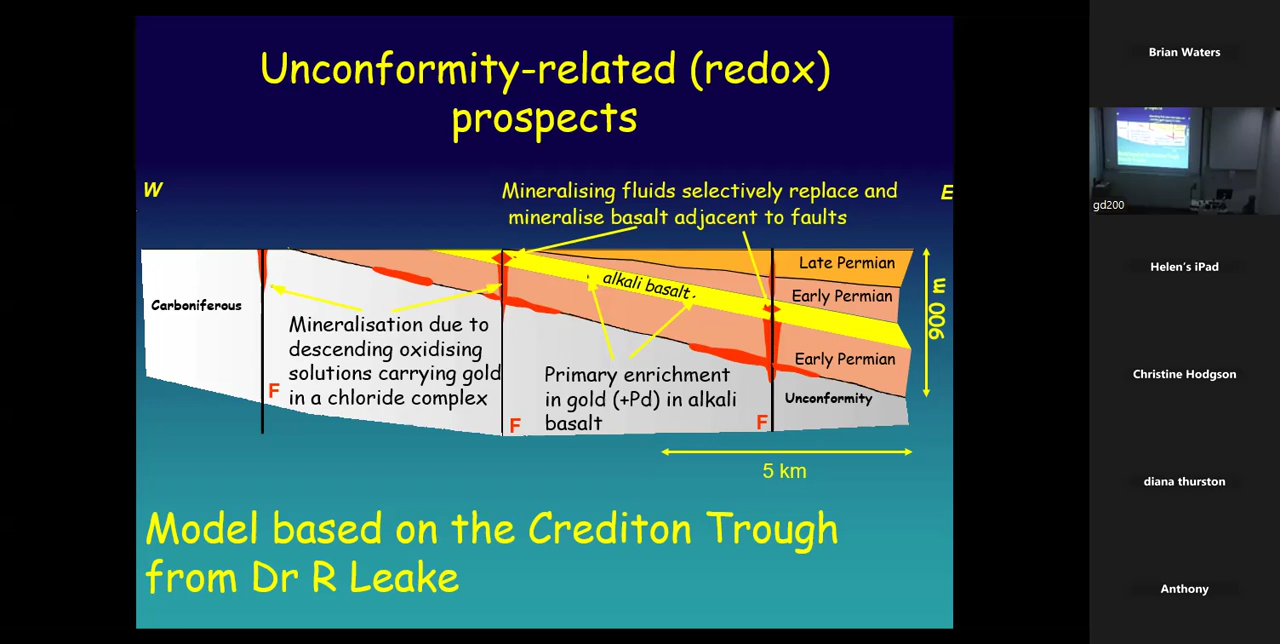 Unconformity-related (redox)
prospects
W
E
Mineralising fluids selectively replace and
mineralise basalt adjacent to faults
Late Permian
alkali basalt.
Early Permian
Carboniferous
900 m
Mineralisation due to
descending oxidising
solutions carrying gold
in a chloride complex
Early Permian
Primary enrichment
in gold (+Pd) in alkali
basalt
Unconformity
F
F
F
5 km
Model based on the Crediton Trough
from Dr R Leake
Brian Waters
gd200
Helen's iPad
Christine Hodgson
diana thurston
Anthony